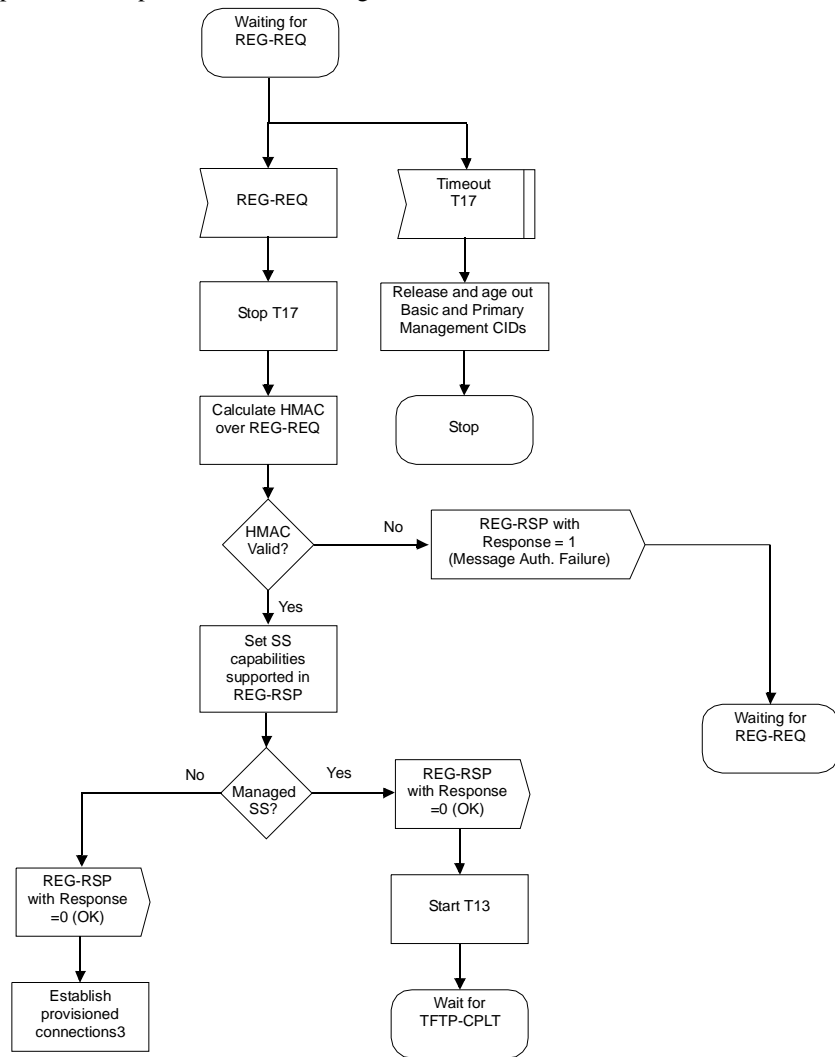 Waiting for
REG-REQ
REG-REQ
Timeout
T17
Stop T17
Release and age out
Basic and Primary
Management CIDs
Calculate HMAC
over REG-REQ
Stop
HMAC
Valid?
No
REG-RSP with
Response = 1
(Message Auth. Failure)
Yes
Set SS
capabilities
supported in
REG-RSP
Waiting for
REG-REQ
No
Managed
SS?
Yes
REG-RSP
with Response
=0 (OK)
REG-RSP
with Response
=0 (OK)
Start T13
Establish
provisioned
connections3
Wait for
TFTP-CPLT